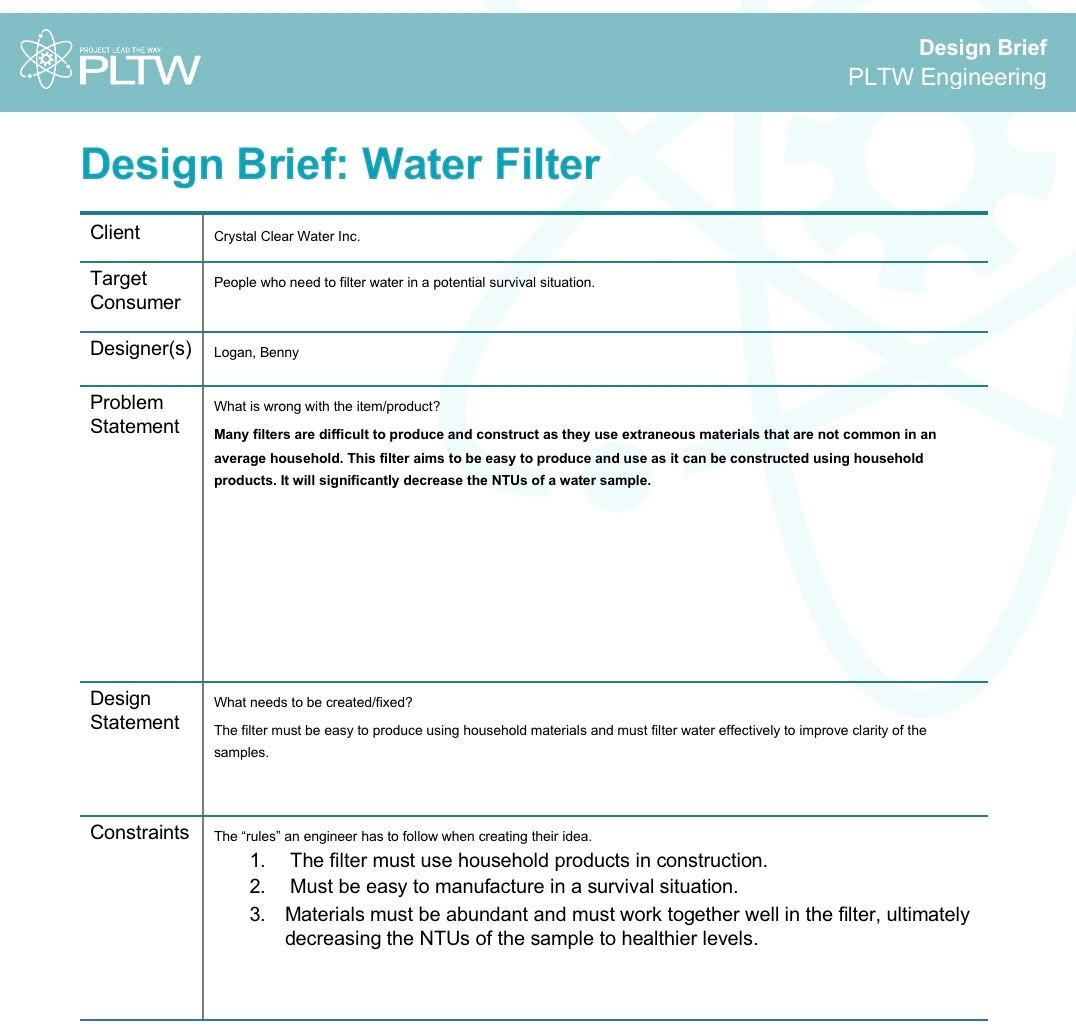 PROJECT LEAD THE WAY
PLTW
Design Brief
PLTW Engineering
Design Brief: Water Filter
Client
Crystal Clear Water Inc.
Target
Consumer
People who need to filter water in a potential survival situation.
Designer(s)
Logan, Benny
Problem
Statement
What is wrong with the item/product?
Many filters are difficult to produce and construct as they use extraneous materials that are not common in an
average household. This filter aims to be easy to produce and use as it can be constructed using household
products. It will significantly decrease the NTUs of a water sample.
Design
Statement
What needs to be created/fixed?
The filter must be easy to produce using household materials and must filter water effectively to improve clarity of the
samples.
Constraints
The “rules” an engineer has to follow when creating their idea.
1. The filter must use household products in construction.
2. Must be easy to manufacture in a survival situation.
3. Materials must be abundant and must work together well in the filter, ultimately
decreasing the NTUs of the sample to healthier levels.